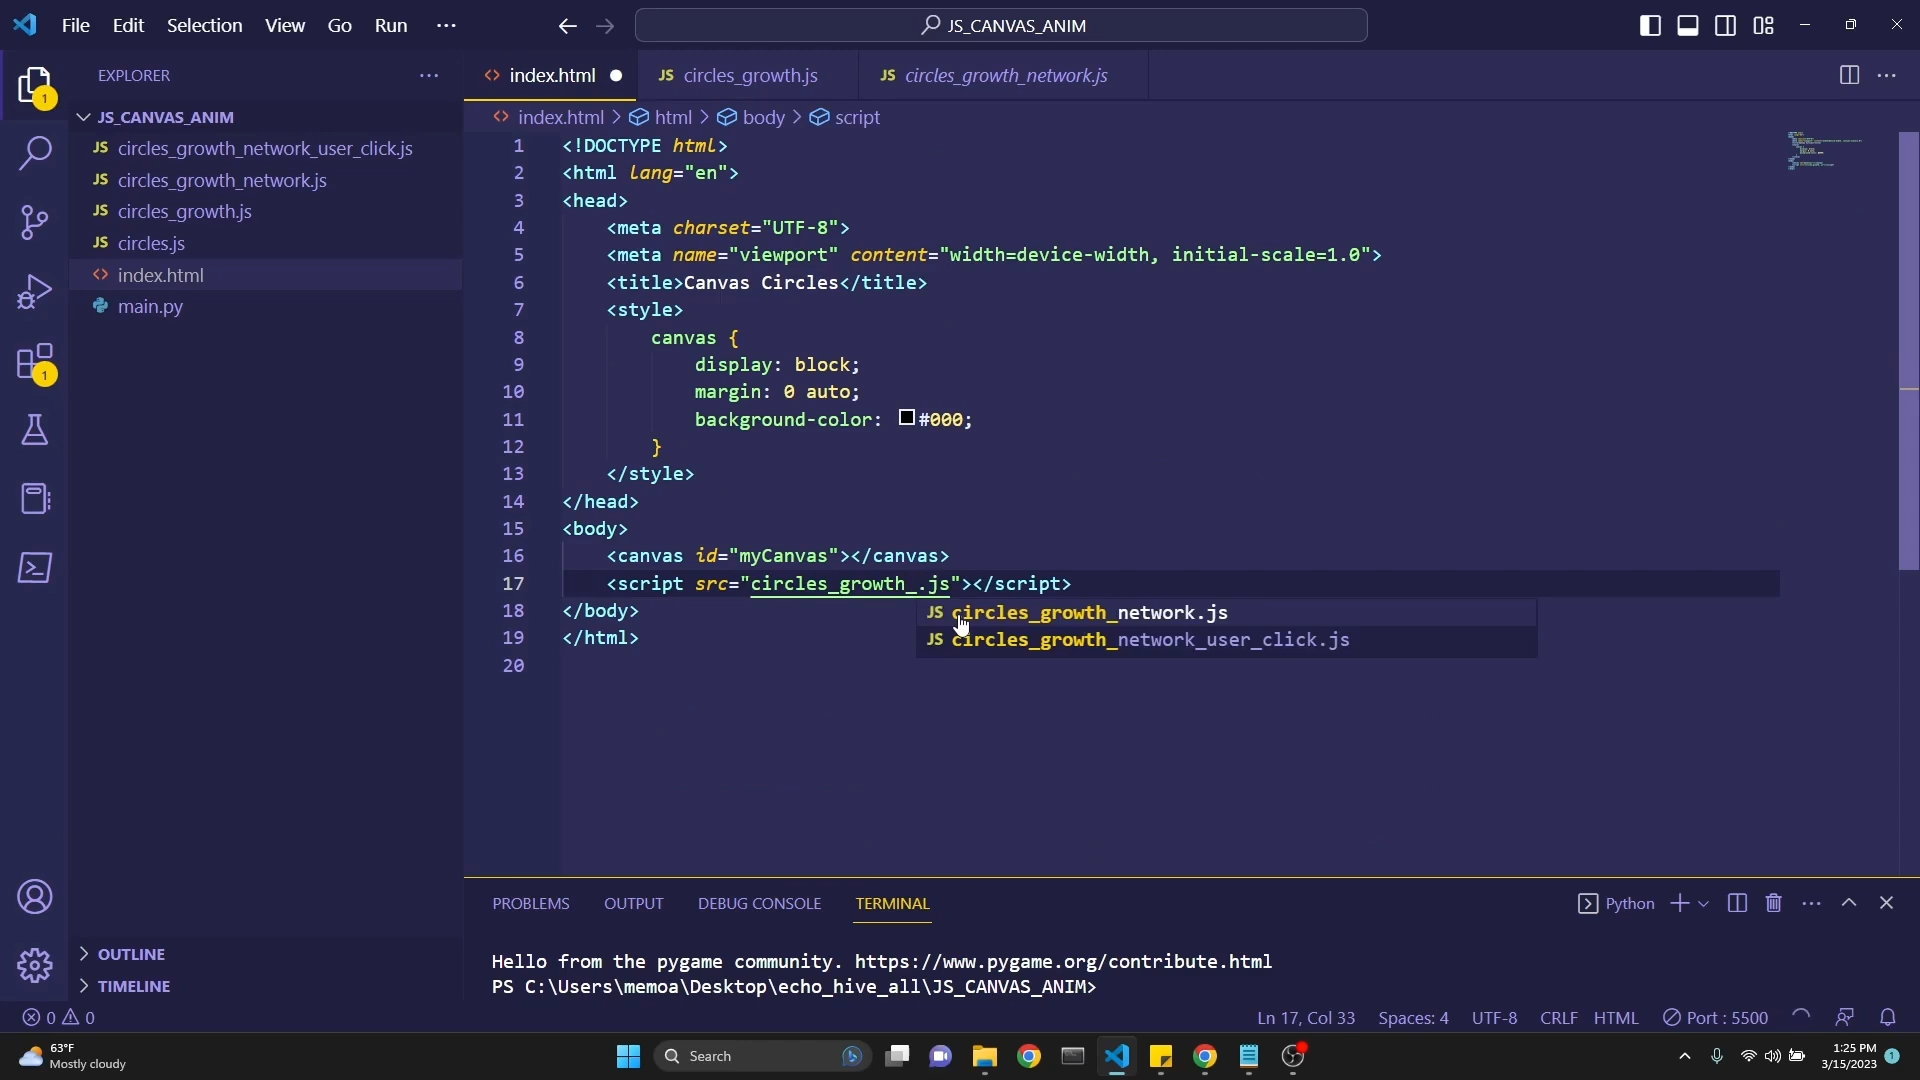 File Edit Selection View Go Run ···
JS_CANVAS_ANIM
EXPLORER
JS_CANVAS_ANIM
JS circles_growth_network_user_click.js
JS circles_growth_network.js
JS circles_growth.js
JS circles.js
<> index.html
main.py
OUTLINE
TIMELINE
1
1
<> index.html
JS circles_growth.js
JS circles_growth_network.js
<> index.html > html > body > script
1 <!DOCTYPE html>
2 <html lang="en">
3 <head>
4 <meta charset="UTF-8">
5 <meta name="viewport" content="width=device-width, initial-scale=1.0">
6 <title>Canvas Circles</title>
7 <style>
8 canvas {
9 display: block;
10 margin: 0 auto;
11 background-color: #000;
12 }
13 </style>
14 </head>
15 <body>
16 <canvas id="myCanvas"></canvas>
17 <script src="circles_growth_.js"></script>
18 </body>
19 </html>
20
JS circles_growth_network.js
JS circles_growth_network_user_click.js
PROBLEMS OUTPUT DEBUG CONSOLE TERMINAL
Python
Hello from the pygame community. https://www.pygame.org/contribute.html
PS C:\Users\memoa\Desktop\echo_hive_all\JS_CANVAS_ANIM>
0 0
Ln 17, Col 33 Spaces: 4 UTF-8 CRLF HTML Port : 5500
63°F
Mostly cloudy
Search
1:25 PM
3/15/2023
1